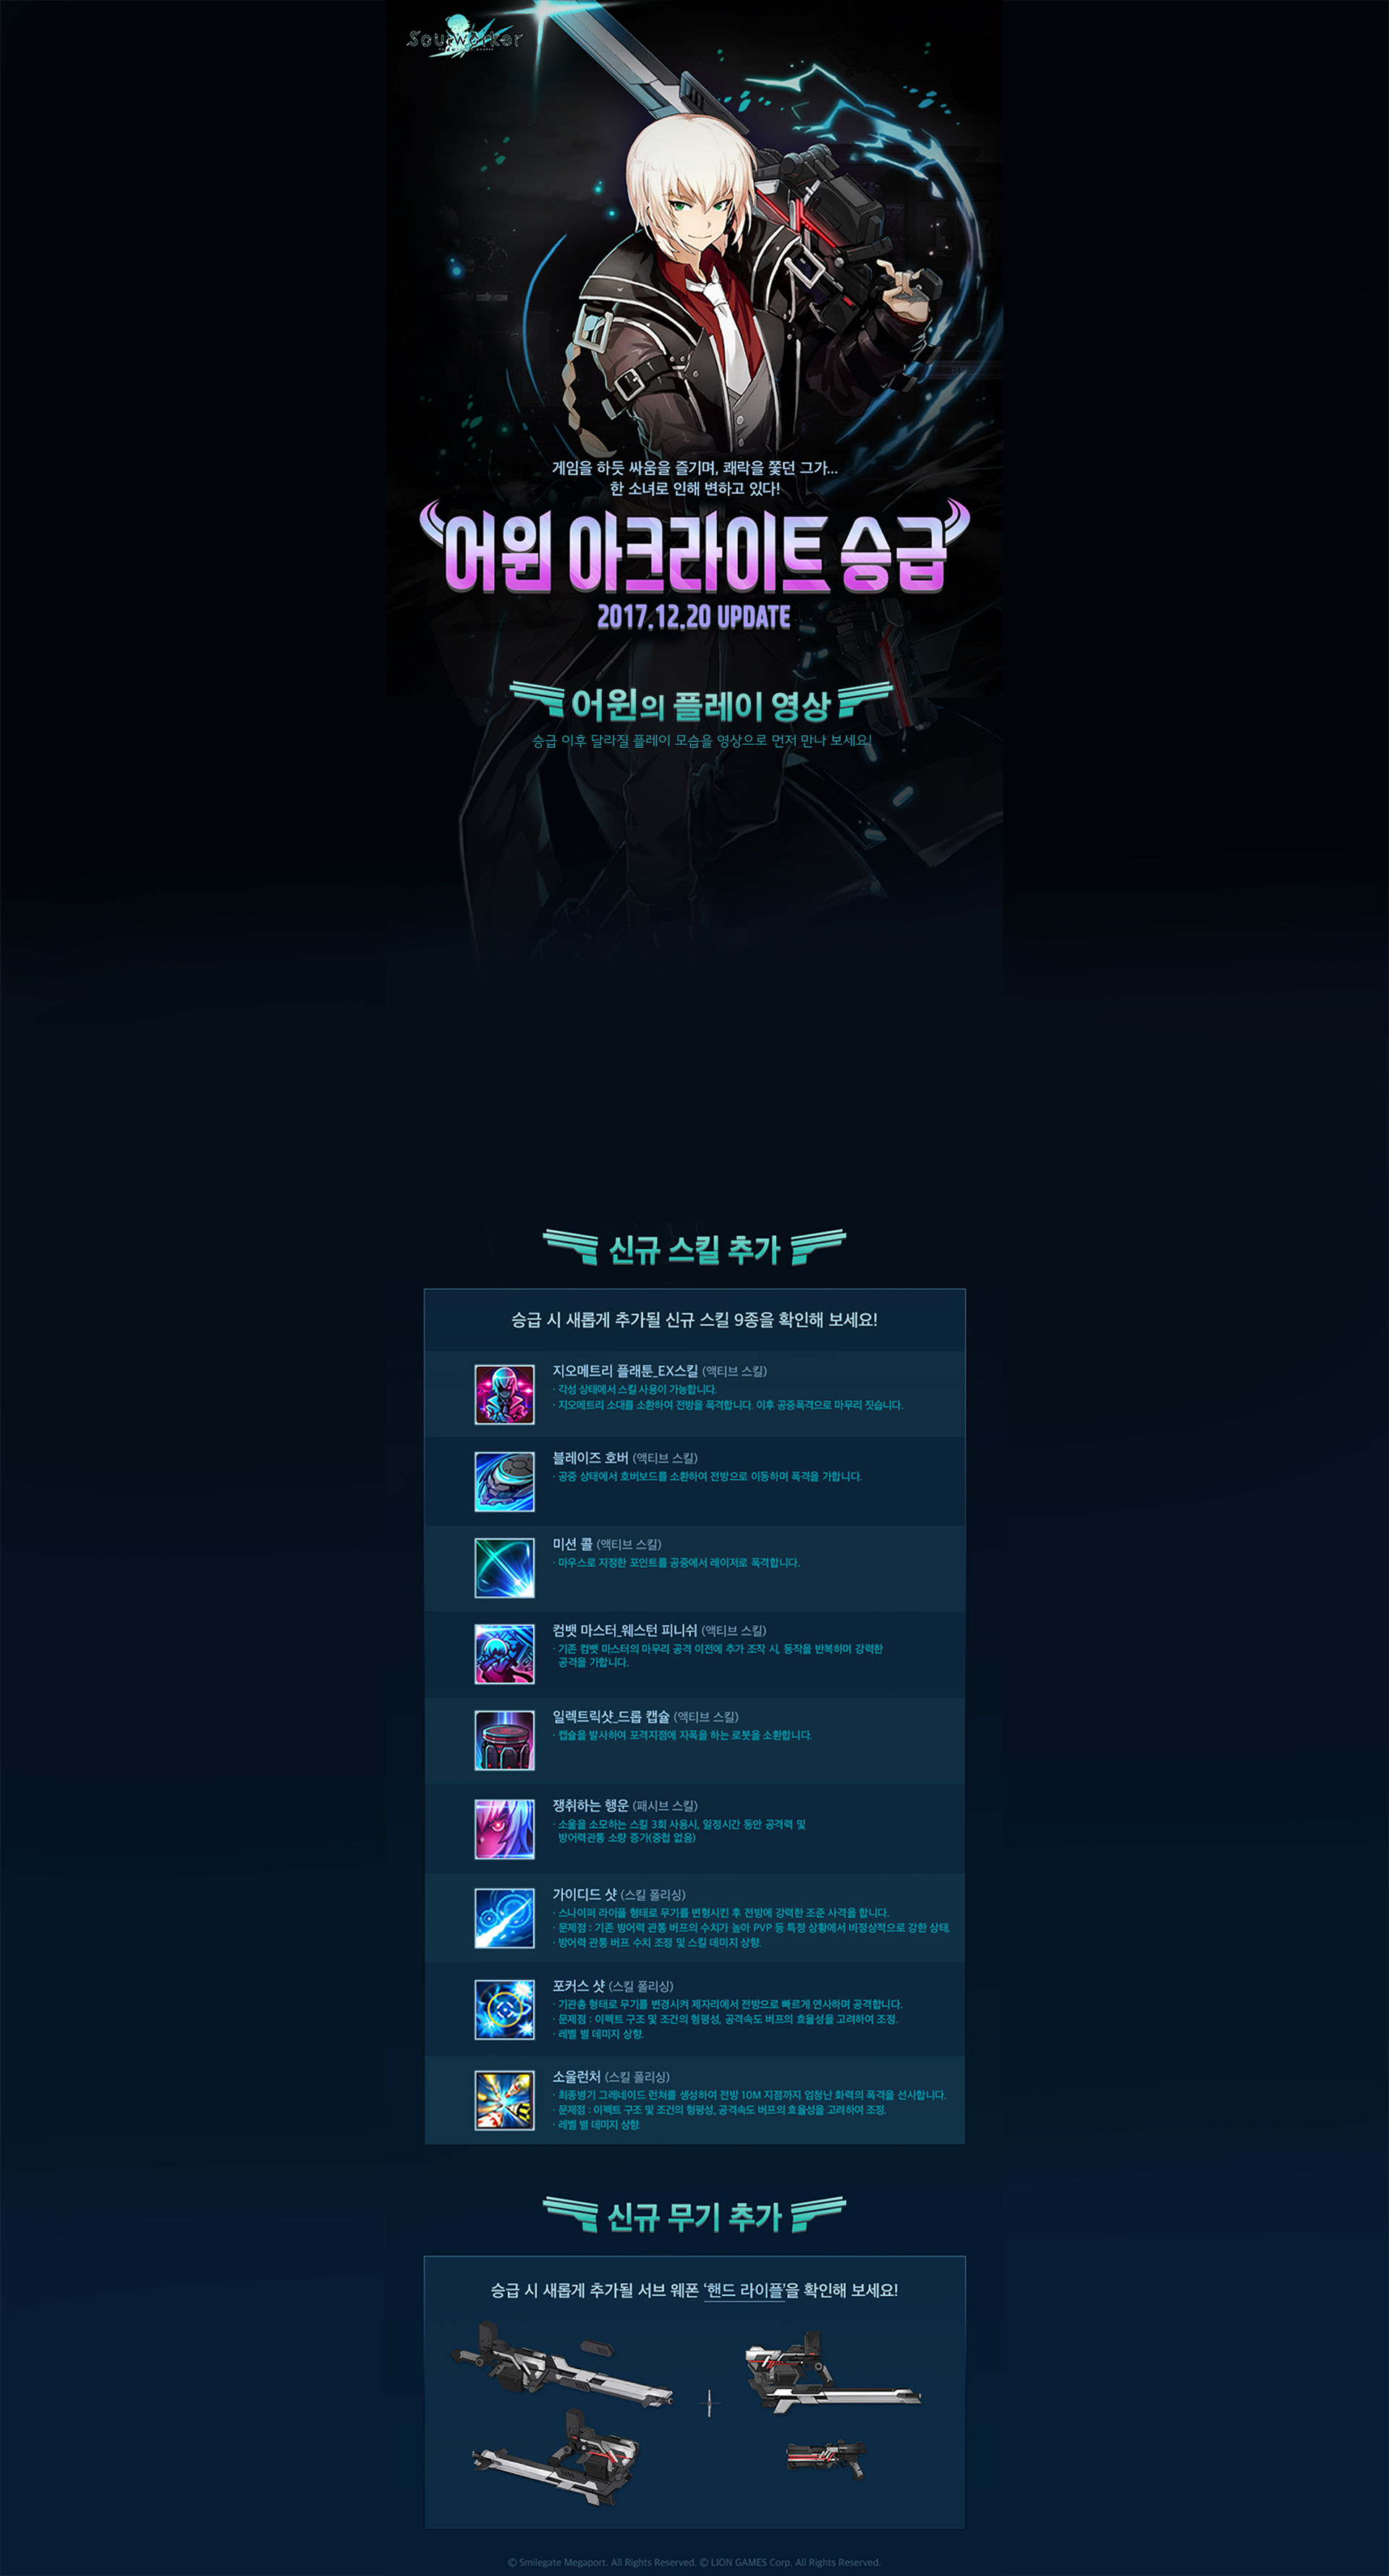 SoulWorker
게임을 하듯 싸움을 즐기며, 쾌락을 쫓던 그가...
한 소녀로 인해 변하고 있다!
어윈 아크라이트 승급
2017.12.20 UPDATE
어윈의 플레이 영상
승급 이후 달라질 플레이 모습을 영상으로 먼저 만나 보세요!
신규 스킬 추가
승급 시 새롭게 추가될 신규 스킬 9종을 확인해 보세요!
지오메트리 플래툰_EX스킬 (액티브 스킬)
· 각성 상태에서 스킬 사용이 가능합니다.
· 지오메트리 소대를 소환하여 전방을 폭격합니다. 이후 공중폭격으로 마무리 짓습니다.
블레이즈 호버 (액티브 스킬)
· 공중 상태에서 호버보드를 소환하여 전방으로 이동하며 폭격을 가합니다.
미션 콜 (액티브 스킬)
· 마우스로 지정한 포인트를 공중에서 레이저로 폭격합니다.
컴뱃 마스터_웨스턴 피니쉬 (액티브 스킬)
· 기존 컴뱃 마스터의 마무리 공격 이전에 추가 조작 시, 동작을 반복하며 강력한
공격을 가합니다.
일렉트릭샷_드롭 캡슐 (액티브 스킬)
· 캡슐을 발사하여 포격지점에 자폭을 하는 로봇을 소환합니다.
쟁취하는 행운 (패시브 스킬)
· 소울을 소모하는 스킬 3회 사용시, 일정시간 동안 공격력 및
방어력관통 소량 증가(중첩 없음)
가이디드 샷 (스킬 폴리싱)
· 스나이퍼 라이플 형태로 무기를 변형시킨 후 전방에 강력한 조준 사격을 합니다.
· 문제점 : 기존 방어력 관통 버프의 수치가 높아 PVP 등 특정 상황에서 비정상적으로 강한 상태.
· 방어력 관통 버프 수치 조정 및 스킬 데미지 상향.
포커스 샷 (스킬 폴리싱)
· 기관총 형태로 무기를 변경시켜 제자리에서 전방으로 빠르게 연사하며 공격합니다.
· 문제점 : 이펙트 구조 및 조건의 형평성, 공격속도 버프의 효율성을 고려하여 조정.
· 레벨 별 데미지 상향.
소울런처 (스킬 폴리싱)
· 최종병기 그레네이드 런쳐를 생성하여 전방 10M 지점까지 엄청난 화력의 폭격을 선사합니다.
· 문제점 : 이펙트 구조 및 조건의 형평성, 공격속도 버프의 효율성을 고려하여 조정.
· 레벨 별 데미지 상향.
신규 무기 추가
승급 시 새롭게 추가될 서브 웨폰 ‘핸드 라이플’을 확인해 보세요!
© Smilegate Megaport. All Rights Reserved. © LION GAMES Corp. All Rights Reserved.